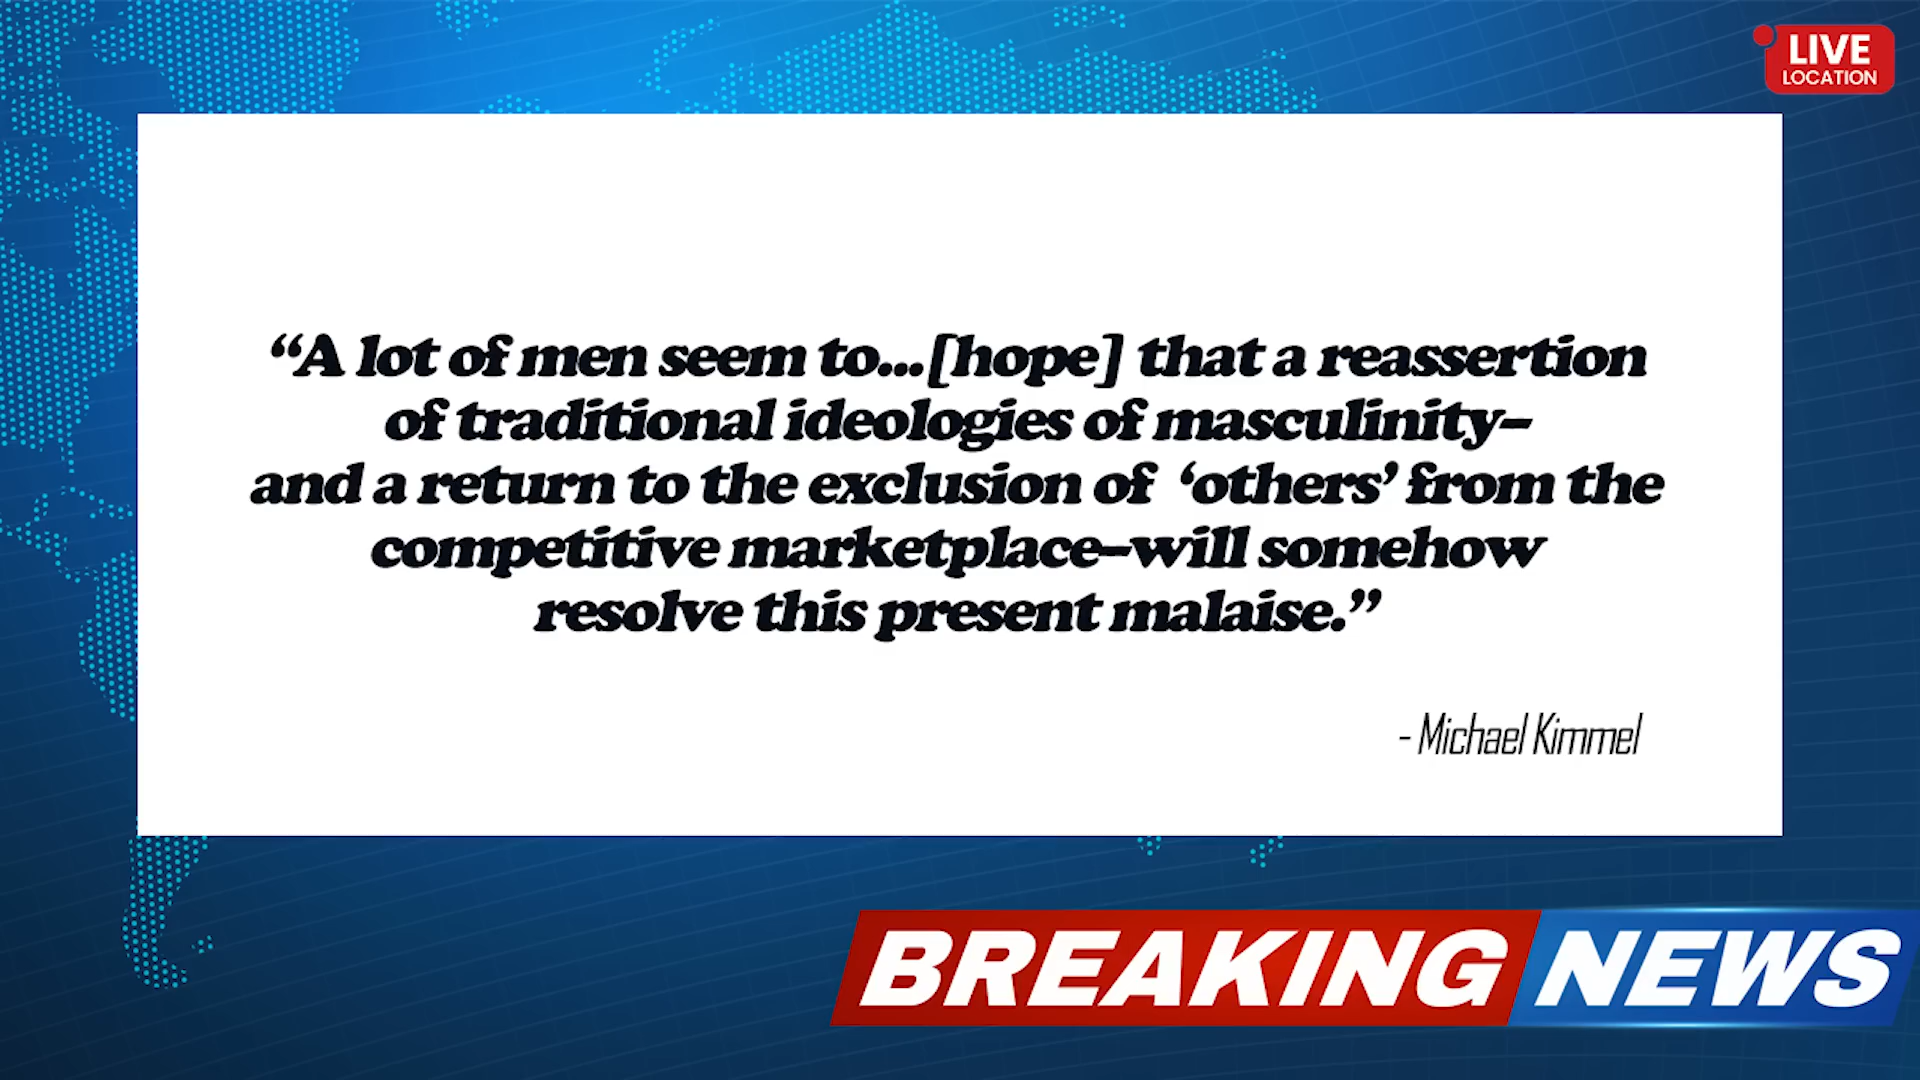 LIVE
LOCATION
“A lot of men seem to...[hope] that a reassertion
of traditional ideologies of masculinity–
and a return to the exclusion of ‘others’ from the
competitive marketplace–will somehow
resolve this present malaise.”
- Michael Kimmel
BREAKING NEWS